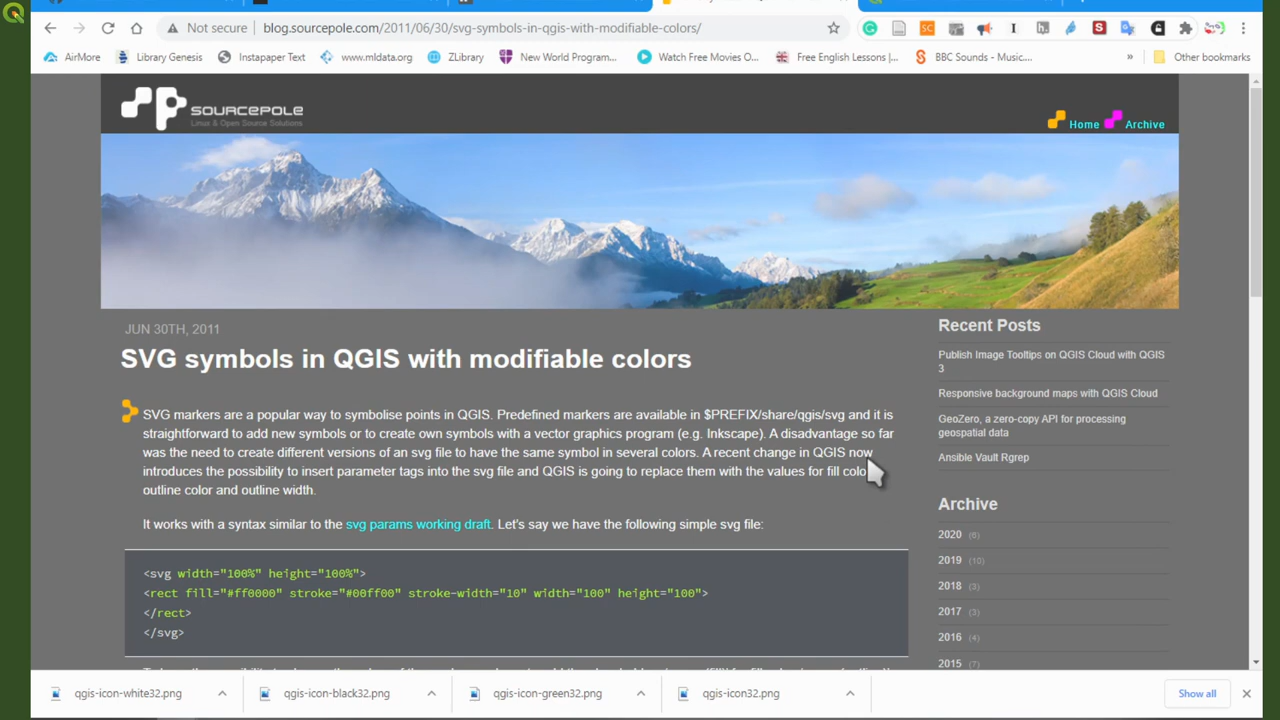 Not secure | blog.sourcepole.com/2011/06/30/svg-symbols-in-qgis-with-modifiable-colors/
AirMore
Library Genesis
Instapaper Text
www.mldata.org
ZLibrary
New World Program...
Watch Free Movies O...
Free English Lessons |...
BBC Sounds - Music....
»
Other bookmarks
SOURCEPOLE
Linux & Open Source Solutions
Home
Archive
JUN 30TH, 2011
SVG symbols in QGIS with modifiable colors
SVG markers are a popular way to symbolise points in QGIS. Predefined markers are available in $PREFIX/share/qgis/svg and it is
straightforward to add new symbols or to create own symbols with a vector graphics program (e.g. Inkscape). A disadvantage so far
was the need to create different versions of an svg file to have the same symbol in several colors. A recent change in QGIS now
introduces the possibility to insert parameter tags into the svg file and QGIS is going to replace them with the values for fill colo
outline color and outline width.
It works with a syntax similar to the svg params working draft. Let's say we have the following simple svg file:
<svg width="100%" height="100%">
<rect fill="#ff0000" stroke="#00ff00" stroke-width="10" width="100" height="100">
</rect>
</svg>
Recent Posts
Publish Image Tooltips on QGIS Cloud with QGIS
3
Responsive background maps with QGIS Cloud
GeoZero, a zero-copy API for processing
geospatial data
Ansible Vault Rgrep
Archive
2020 (6)
2019 (10)
2018 (3)
2017 (3)
2016 (4)
2015 (7)
qgis-icon-white32.png
qgis-icon-black32.png
qgis-icon-green32.png
qgis-icon32.png
Show all